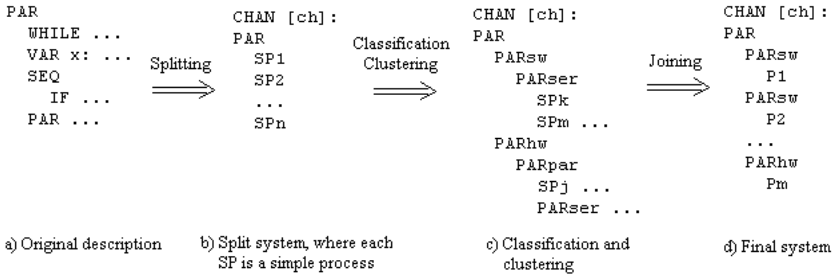 PAR
WHILE ...
VAR x: ...
SEQ
IF ...
PAR ...
Splitting
CHAN [ch]:
PAR
SP1
SP2
...
SPn
Classification
Clustering
CHAN [ch]:
PAR
PARsw
PARser
SPk
SPm ...
PARhw
PARpar
SPj ...
PARser ...
Joining
CHAN [ch]:
PAR
PARsw
P1
PARsw
P2
...
PARhw
Pm
a) Original description
b) Split system, where each
SP is a simple process
c) Classification and
clustering
d) Final system